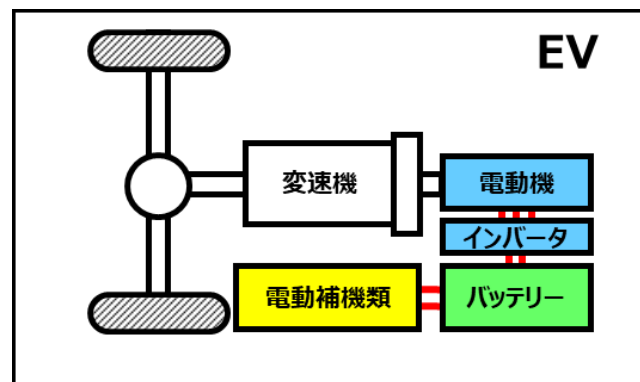 EV
変速機
電動機
インバータ
電動補機類
バッテリー